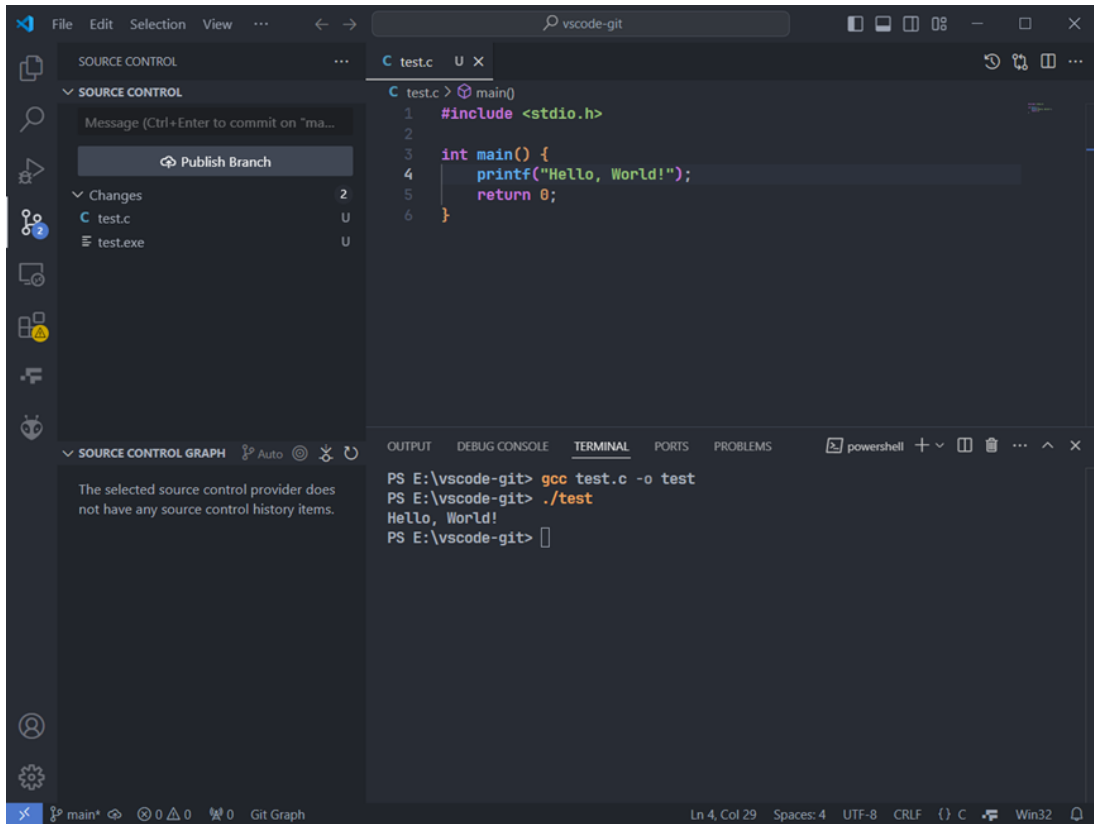 File Edit Selection View ··· vscode-git
SOURCE CONTROL ···
SOURCE CONTROL
Message (Ctrl+Enter to commit on "ma...
Publish Branch
Changes 2
C test.c U
test.exe U
2
SOURCE CONTROL GRAPH Auto
The selected source control provider does
not have any source control history items.
C test.c U
C test.c > main()
1 #include <stdio.h>
2
3 int main() {
4 printf("Hello, World!");
5 return 0;
6 }
OUTPUT DEBUG CONSOLE TERMINAL PORTS PROBLEMS powershell
PS E:\vscode-git> gcc test.c -o test
PS E:\vscode-git> ./test
Hello, World!
PS E:\vscode-git>
main* 0 0 0 Git Graph Ln 4, Col 29 Spaces: 4 UTF-8 CRLF {} C Win32